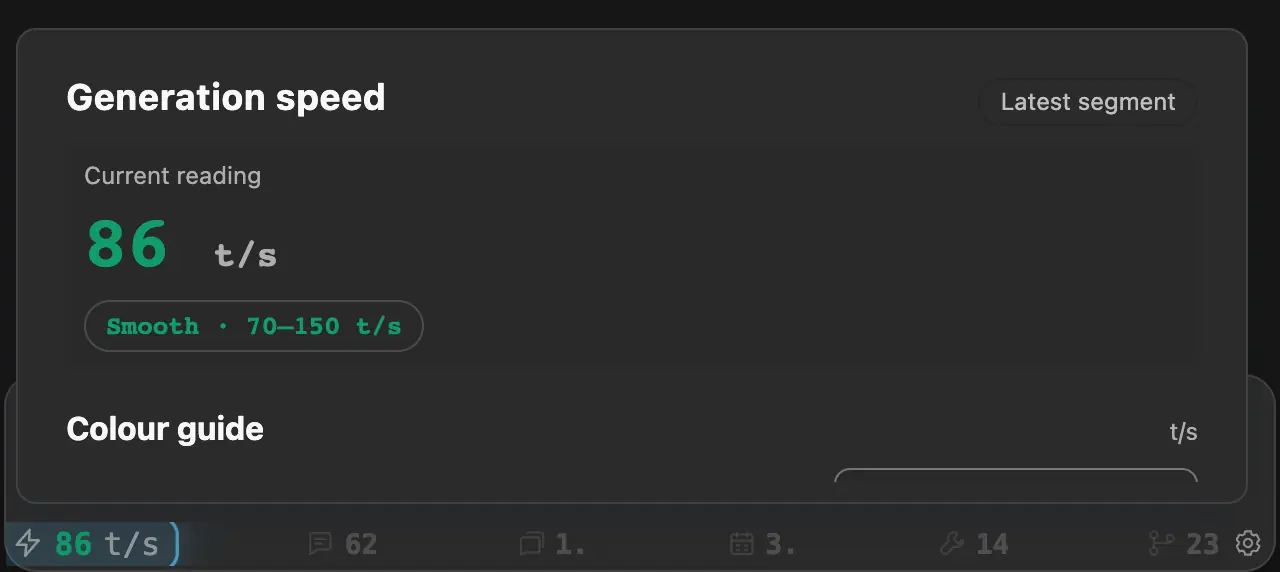 Generation speed
Latest segment
Current reading
86 t/s
Smooth · 70–150 t/s
Colour guide
t/s
86 t/s 62 1. 3. 14 23